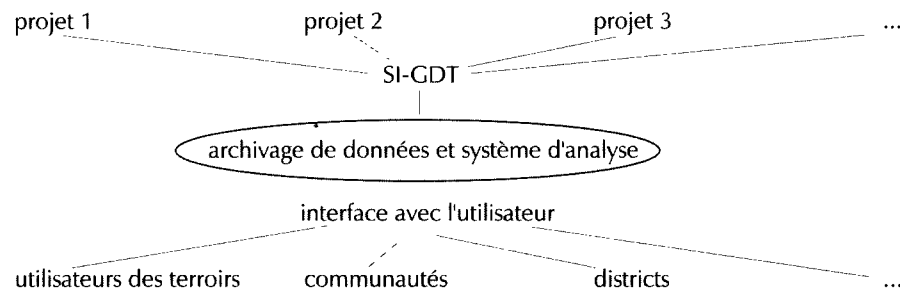 projet 1 projet 2 projet 3 ...
SI-GDT
archivage de données et système d'analyse
interface avec l'utilisateur
utilisateurs des terroirs communautés districts ...